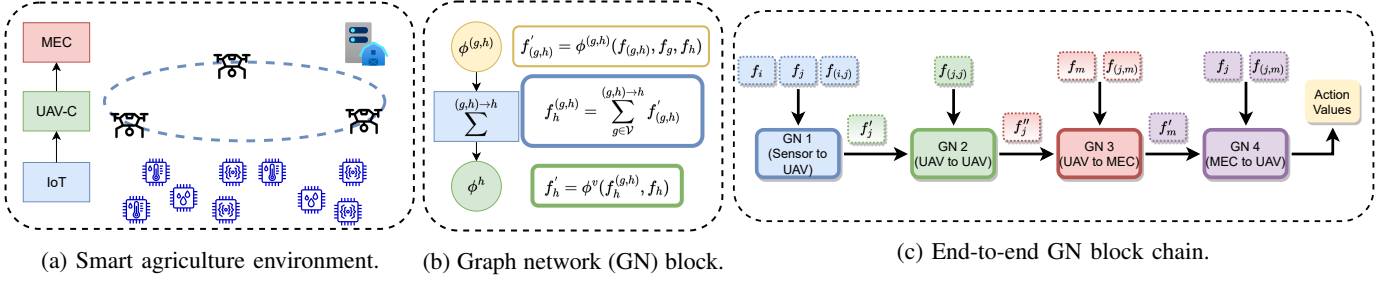 MEC
UAV-C
IoT
(a) Smart agriculture environment.
ϕ^{(g,h)}
f'_{(g,h)} = ϕ^{(g,h)}(f_{(g,h)}, f_g, f_h)
∑^{(g,h)→h}
f_h^{(g,h)} = ∑_{g∈𝒱}^{(g,h)→h} f'_{(g,h)}
ϕ^h
f'_h = ϕ^v(f_h^{(g,h)}, f_h)
(b) Graph network (GN) block.
f_i f_j f_{(i,j)}
f_{(j,j)}
f_m f_{(j,m)}
f_j f_{(j,m)}
Action
Values
GN 1
(Sensor to
UAV)
f'_j
GN 2
(UAV to UAV)
f''_j
GN 3
(UAV to MEC)
f'_m
GN 4
(MEC to UAV)
(c) End-to-end GN block chain.